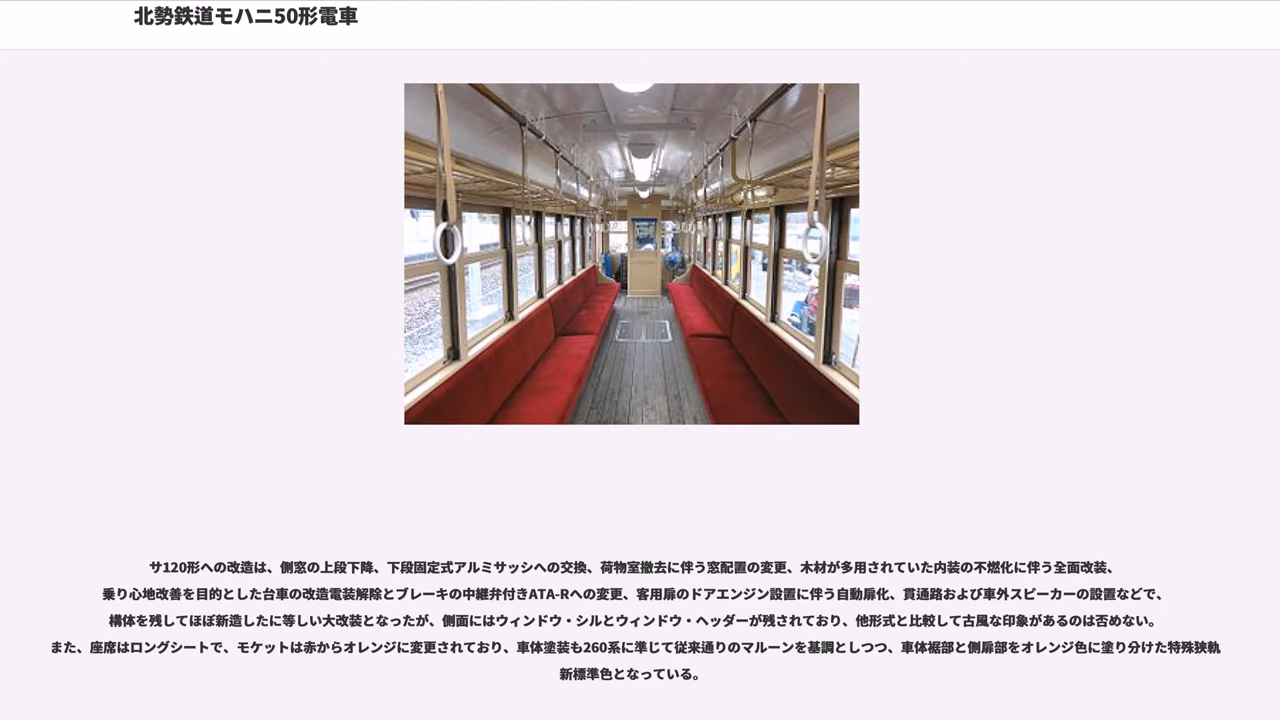 北勢鉄道モハニ50形電車
サ120形への改造は、側窓の上段下降、下段固定式アルミサッシへの交換、荷物室撤去に伴う窓配置の変更、木材が多用されていた内装の不燃化に伴う全面改装、
乗り心地改善を目的とした台車の改造電装解除とブレーキの中継弁付きATA-Rへの変更、客用扉のドアエンジン設置に伴う自動扉化、貫通路および車外スピーカーの設置などで、
構体を残してほぼ新造したに等しい大改装となったが、側面にはウィンドウ・シルとウィンドウ・ヘッダーが残されており、他形式と比較して古風な印象があるのは否めない。
また、座席はロングシートで、モケットは赤からオレンジに変更されており、車体塗装も260系に準じて従来通りのマルーンを基調としつつ、車体裾部と側扉部をオレンジ色に塗り分けた特殊狭軌
新標準色となっている。